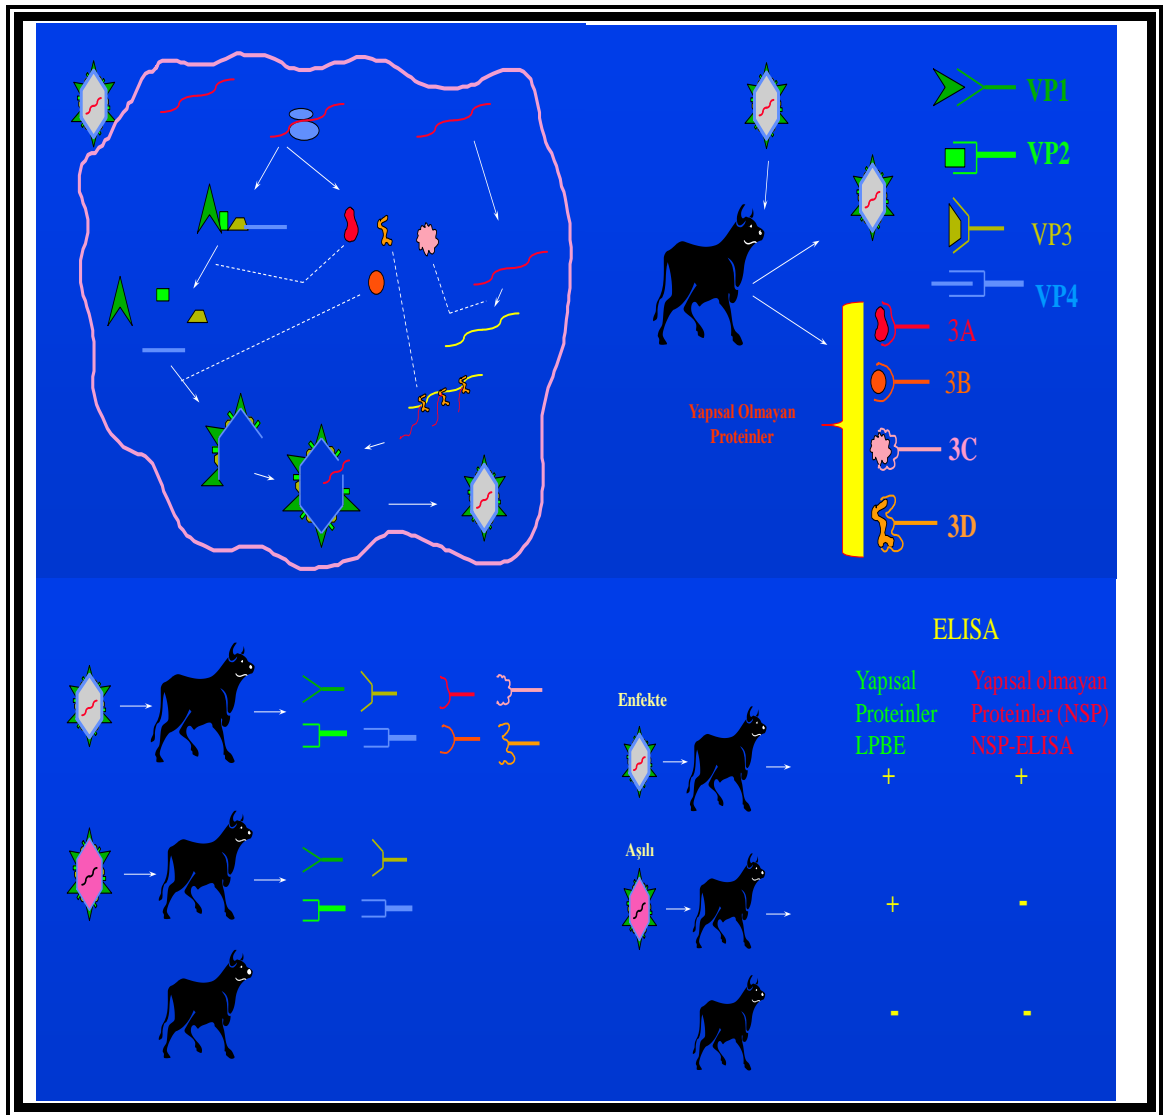 VP1
VP2
VP3
VP4
3A
3B
3C
3D
Yapısal Olmayan
Proteinler
ELISA
Yapısal
Proteinler
LPBE
Yapısal olmayan
Proteinler (NSP)
NSP-ELISA
Enfekte
+ +
Aşılı
+ -
- -